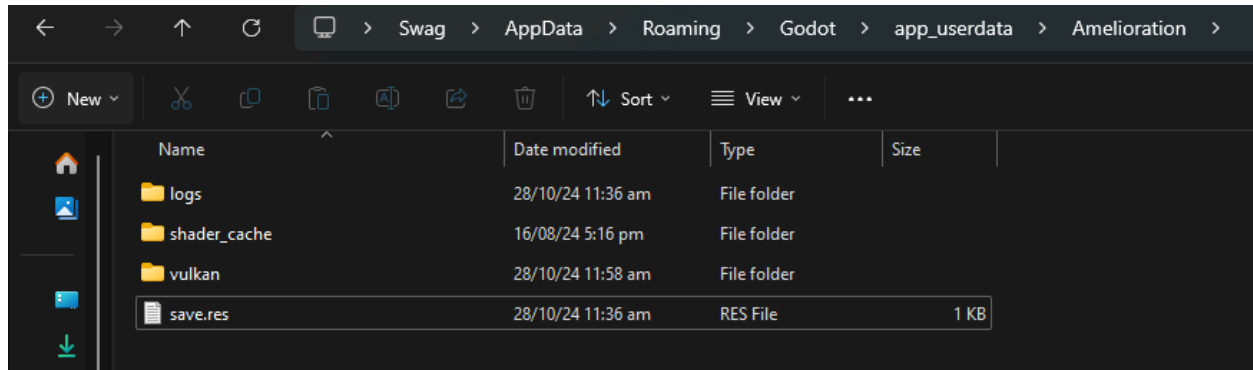 Swag > AppData > Roaming > Godot > app_userdata > Amelioration >
New Sort View
Name Date modified Type Size
logs 28/10/24 11:36 am File folder
shader_cache 16/08/24 5:16 pm File folder
vulkan 28/10/24 11:58 am File folder
save.res 28/10/24 11:36 am RES File 1 KB